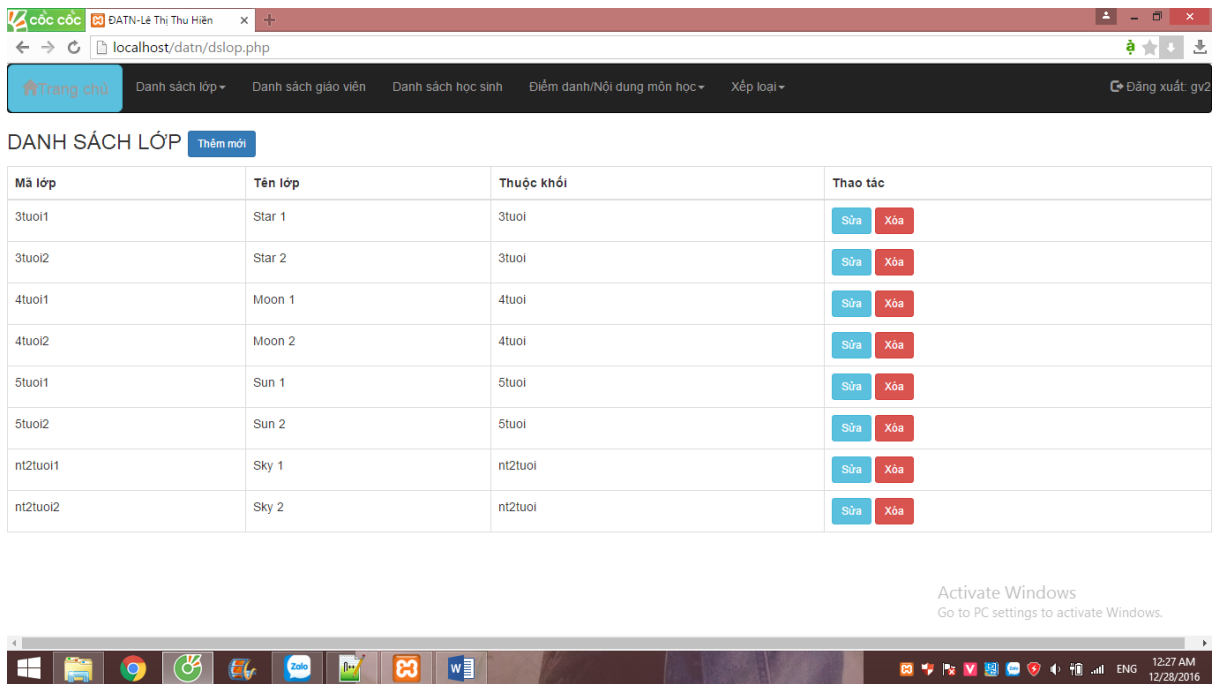 cốc cốc ĐATN-Lê Thị Thu Hiền
localhost/datn/dslop.php
Trang chủ Danh sách lớp Danh sách giáo viên Danh sách học sinh Điểm danh/Nội dung môn học Xếp loại Đăng xuất: gv2
DANH SÁCH LỚP Thêm mới
Mã lớp Tên lớp Thuộc khối Thao tác
3tuoi1 Star 1 3tuoi Sửa Xóa
3tuoi2 Star 2 3tuoi Sửa Xóa
4tuoi1 Moon 1 4tuoi Sửa Xóa
4tuoi2 Moon 2 4tuoi Sửa Xóa
5tuoi1 Sun 1 5tuoi Sửa Xóa
5tuoi2 Sun 2 5tuoi Sửa Xóa
nt2tuoi1 Sky 1 nt2tuoi Sửa Xóa
nt2tuoi2 Sky 2 nt2tuoi Sửa Xóa
Activate Windows
Go to PC settings to activate Windows.
Zalo
ENG 12:27 AM
12/28/2016